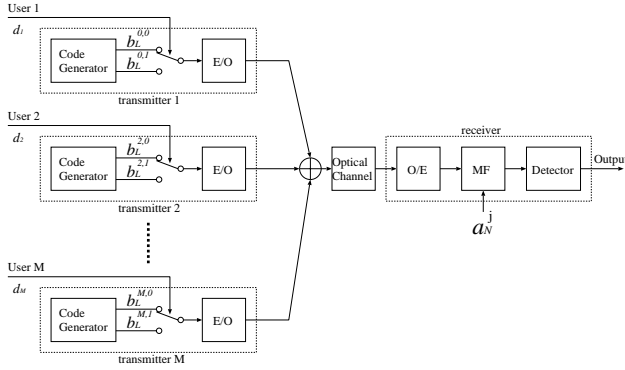 User 1
d₁
Code
Generator
b_L^{0,0}
b_L^{0,1}
E/O
transmitter 1
User 2
d₂
Code
Generator
b_L^{2,0}
b_L^{2,1}
E/O
transmitter 2
Optical
Channel
receiver
O/E
MF
Detector
Output
a_N^j
User M
d_M
Code
Generator
b_L^{M,0}
b_L^{M,1}
E/O
transmitter M